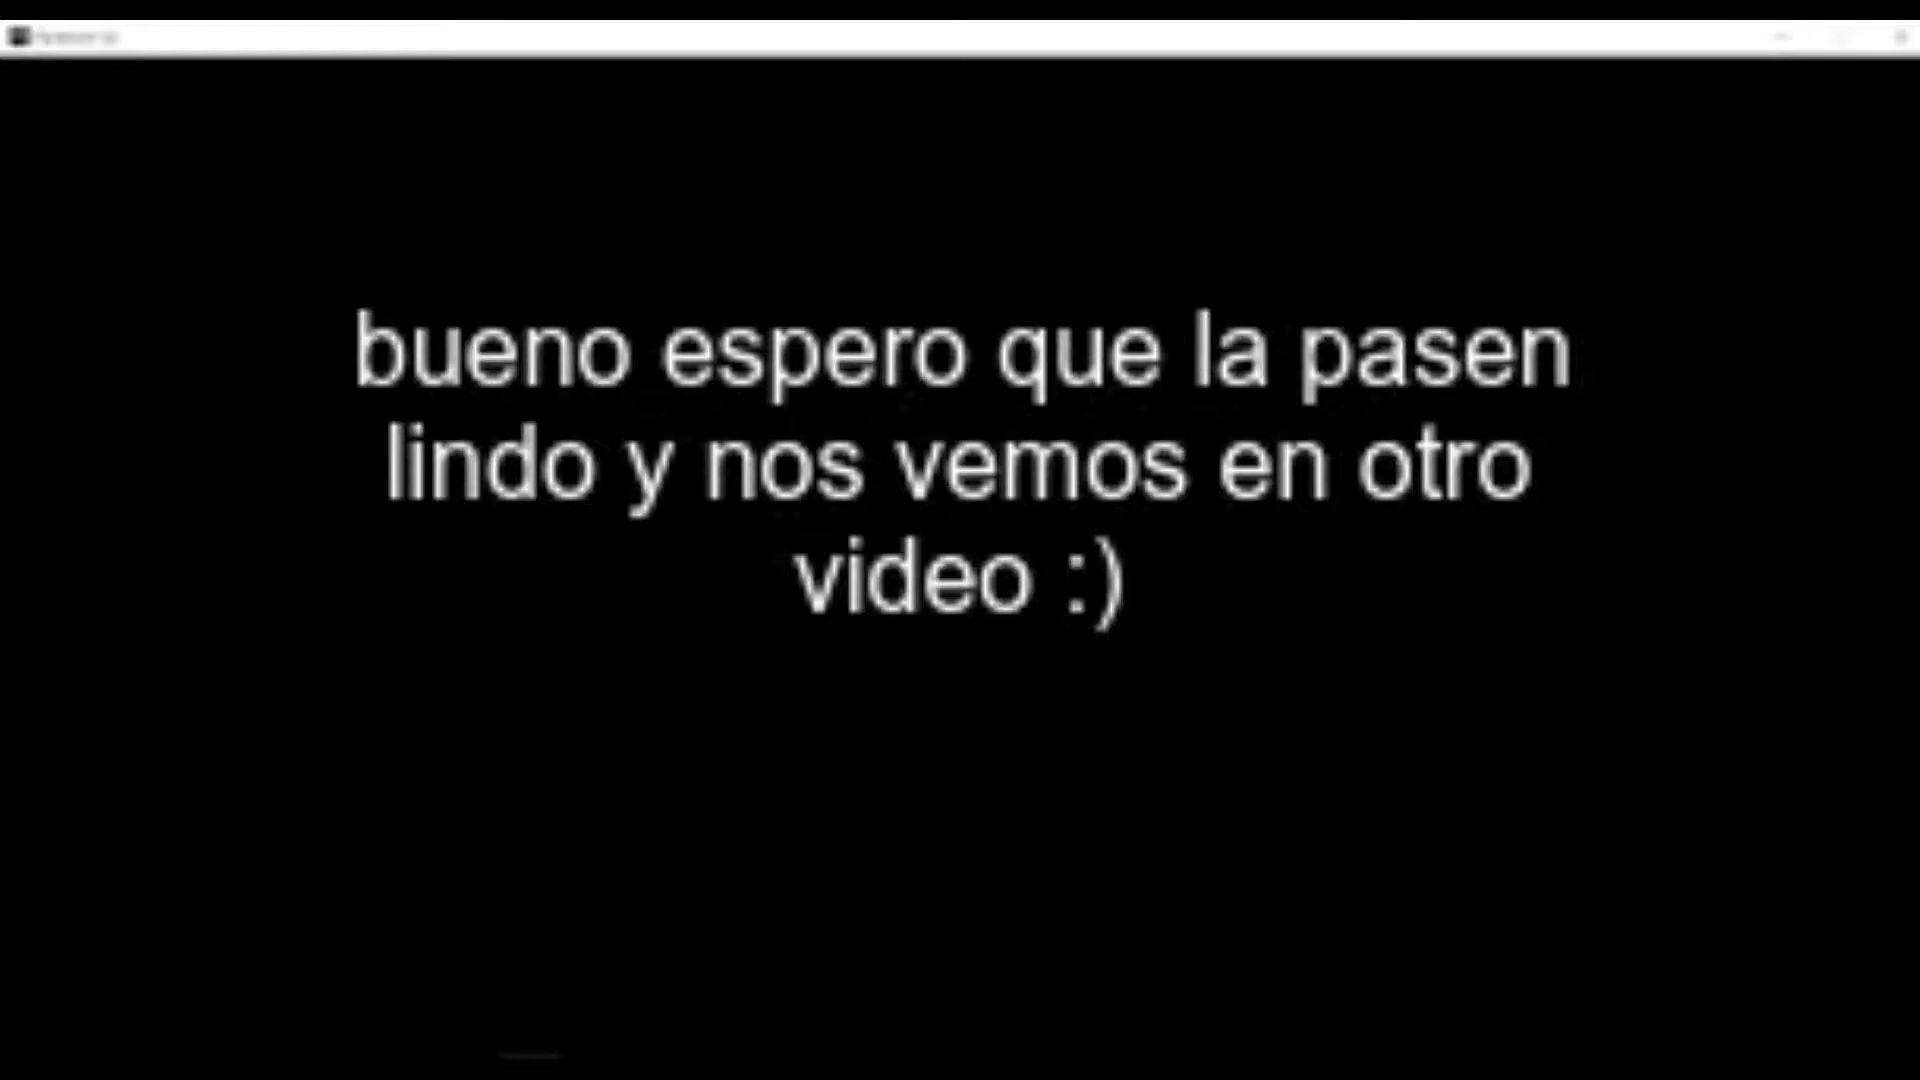 bueno espero que la pasen
lindo y nos vemos en otro
video :)